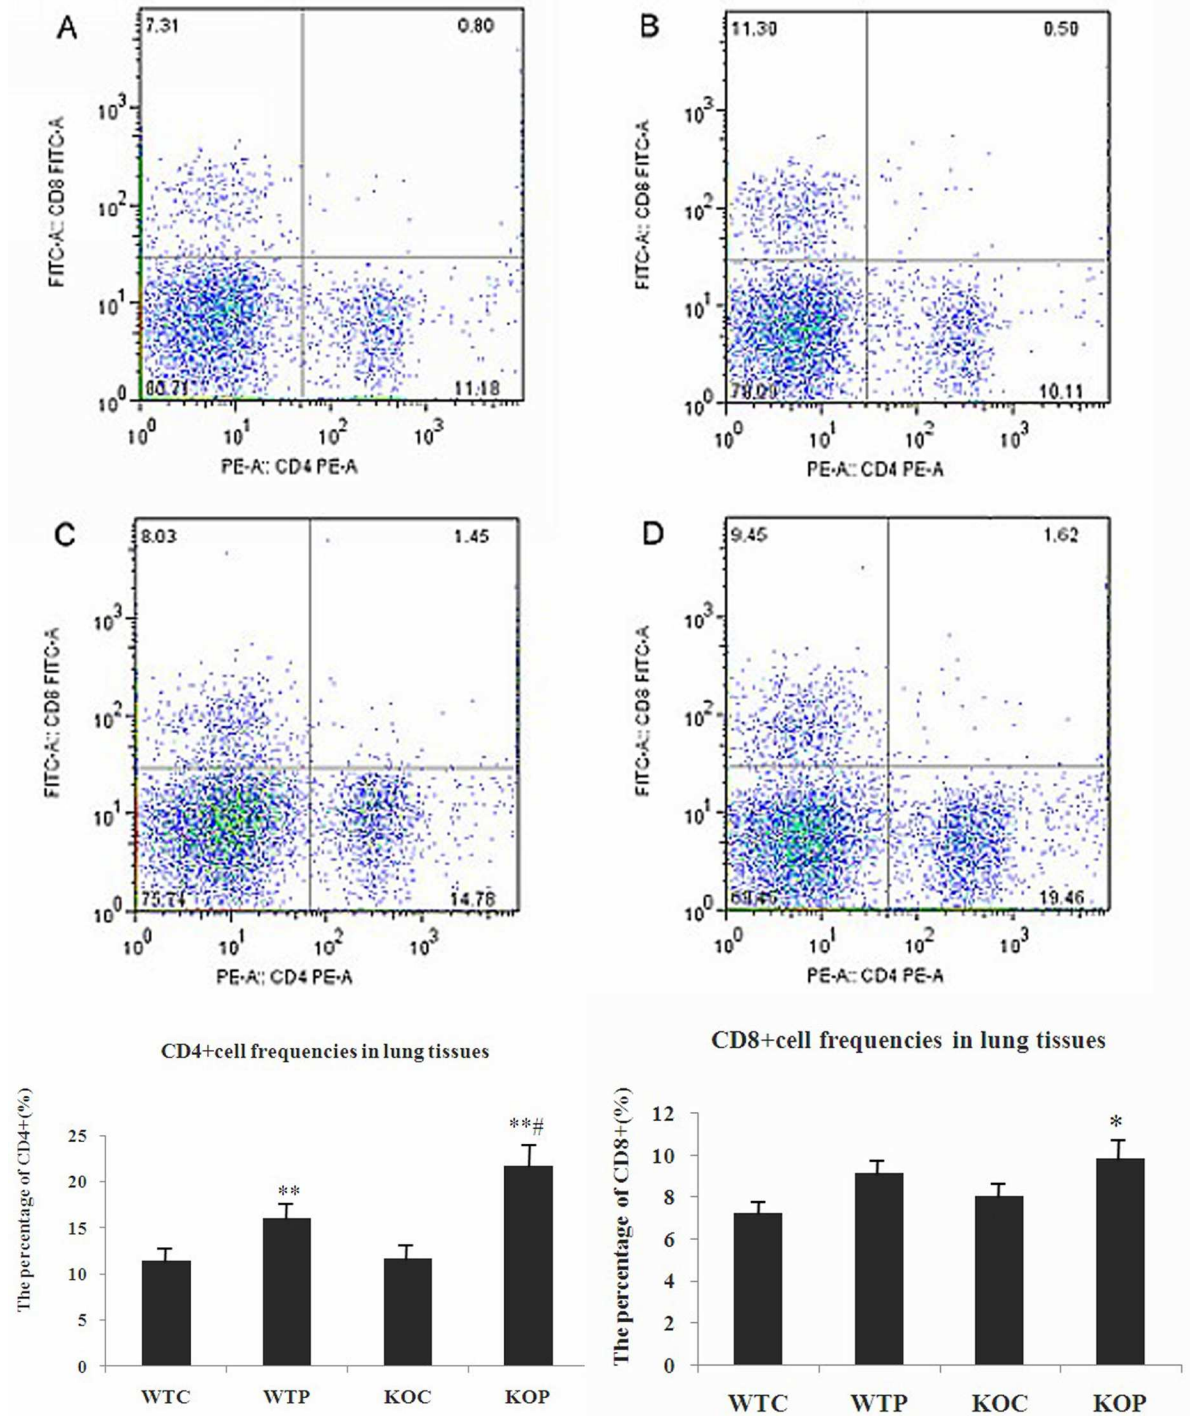 A
7.31 0.80
FITC-A:: CD8 FITC-A
10^3
10^2
10^1
10^0
11.18
10^0 10^1 10^2 10^3
PE-A:: CD4 PE-A
B
11.30 0.50
FITC-A:: CD8 FITC-A
10^3
10^2
10^1
10^0
10.11
10^0 10^1 10^2 10^3
PE-A:: CD4 PE-A
C
8.03 1.45
FITC-A:: CD8 FITC-A
10^3
10^2
10^1
10^0
75.74 14.78
10^0 10^1 10^2 10^3
PE-A:: CD4 PE-A
D
9.45 1.62
FITC-A:: CD8 FITC-A
10^3
10^2
10^1
10^0
19.46
10^0 10^1 10^2 10^3
PE-A:: CD4 PE-A
CD4+cell frequencies in lung tissues
The percentage of CD4+(%)
25
20
15
10
5
0
**
**#
WTC WTP KOC KOP
CD8+cell frequencies in lung tissues
The percentage of CD8+(%)
12
10
8
6
4
2
0
*
WTC WTP KOC KOP